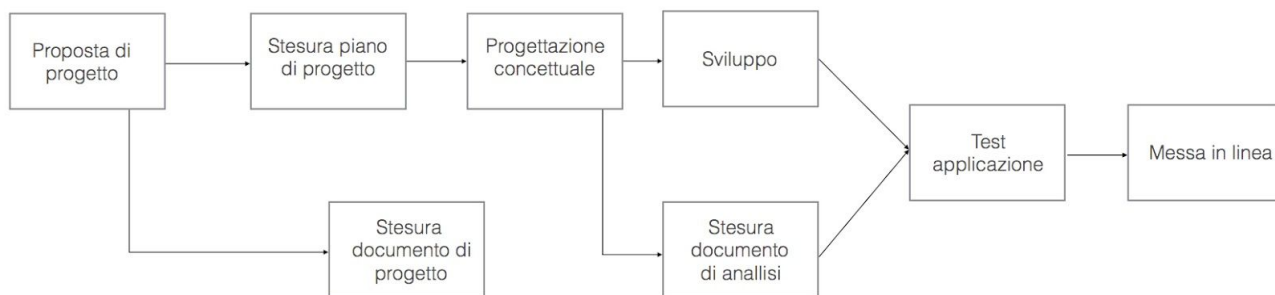 Proposta di
progetto
Stesura piano
di progetto
Progettazione
concettuale
Sviluppo
Test
applicazione
Messa in linea
Stesura
documento di
progetto
Stesura
documento
di anallisi